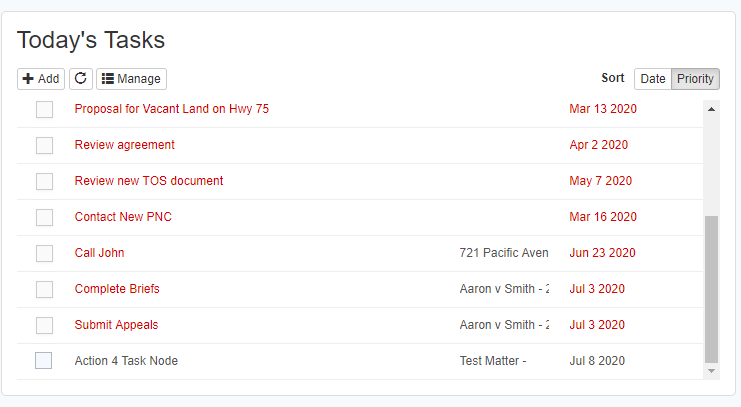 Today's Tasks
Add Manage Sort Date Priority
Proposal for Vacant Land on Hwy 75 Mar 13 2020
Review agreement Apr 2 2020
Review new TOS document May 7 2020
Contact New PNC Mar 16 2020
Call John 721 Pacific Aven Jun 23 2020
Complete Briefs Aaron v Smith - 2 Jul 3 2020
Submit Appeals Aaron v Smith - 2 Jul 3 2020
Action 4 Task Node Test Matter - Jul 8 2020